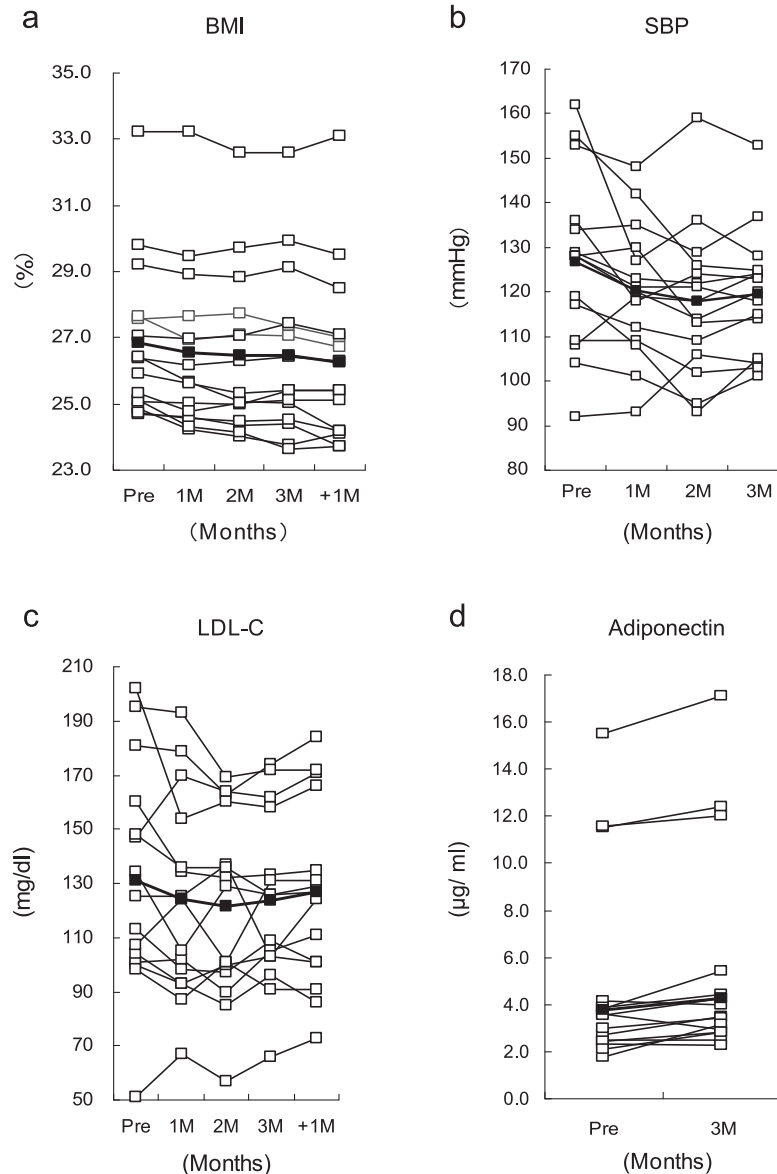 a
BMI
35.0
33.0
31.0
29.0
27.0
25.0
23.0
(%)
Pre 1M 2M 3M +1M
(Months)
b
SBP
170
160
150
140
130
120
110
100
90
80
(mmHg)
Pre 1M 2M 3M
(Months)
c
LDL-C
210
190
170
150
130
110
90
70
50
(mg/dl)
Pre 1M 2M 3M +1M
(Months)
d
Adiponectin
18.0
16.0
14.0
12.0
10.0
8.0
6.0
4.0
2.0
0.0
(μg/ ml)
Pre 3M
(Months)